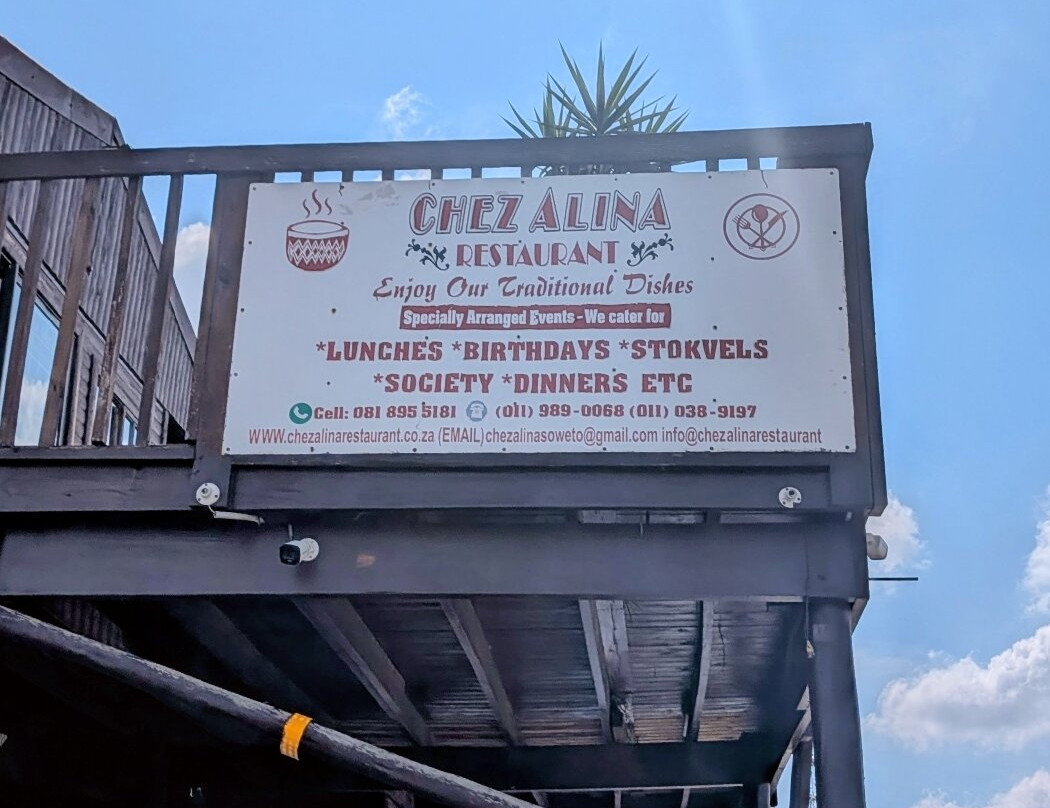 CHEZ ALINA
RESTAURANT
Enjoy Our Traditional Dishes
Specially Arranged Events - We cater for
*LUNCHES *BIRTHDAYS *STOKVELS
*SOCIETY *DINNERS ETC
Cell: 081 895 5181 (011) 989-0068 (011) 038-9197
WWW.chezalinarestaurant.co.za (EMAIL)chezalinasoweto@gmail.com info@chezalinarestaurant